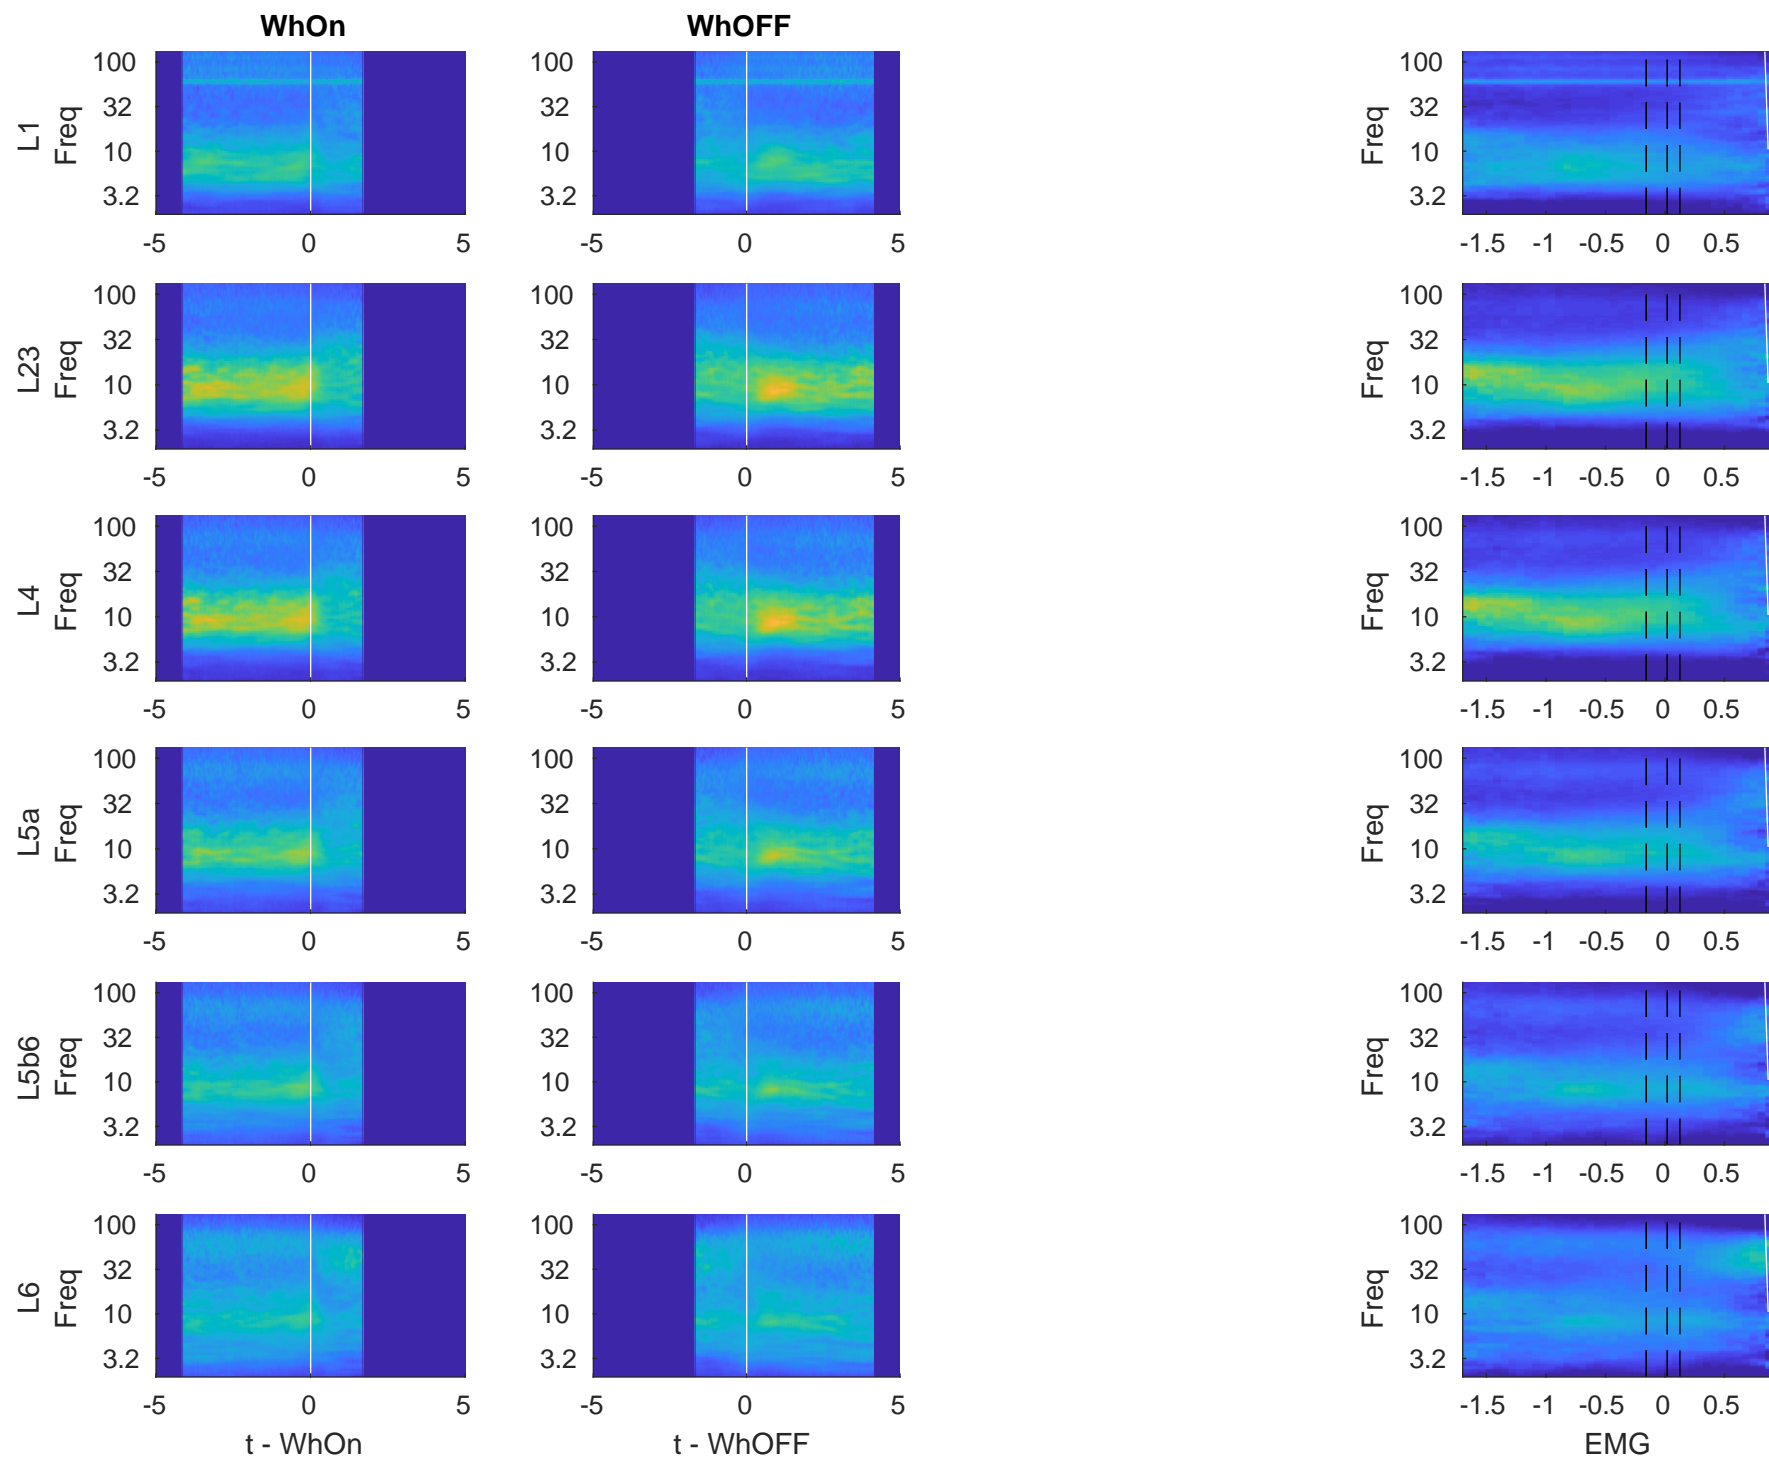 WhOn WhOFF
L1 Freq 100 32 10 3.2 100 32 10 3.2 Freq 100 32 10 3.2
-5 0 5 -5 0 5 -1.5 -1 -0.5 0 0.5
L23 Freq 100 32 10 3.2 100 32 10 3.2 Freq 100 32 10 3.2
-5 0 5 -5 0 5 -1.5 -1 -0.5 0 0.5
L4 Freq 100 32 10 3.2 100 32 10 3.2 Freq 100 32 10 3.2
-5 0 5 -5 0 5 -1.5 -1 -0.5 0 0.5
L5a Freq 100 32 10 3.2 100 32 10 3.2 Freq 100 32 10 3.2
-5 0 5 -5 0 5 -1.5 -1 -0.5 0 0.5
L5b6 Freq 100 32 10 3.2 100 32 10 3.2 Freq 100 32 10 3.2
-5 0 5 -5 0 5 -1.5 -1 -0.5 0 0.5
L6 Freq 100 32 10 3.2 100 32 10 3.2 Freq 100 32 10 3.2
-5 0 5 -5 0 5 -1.5 -1 -0.5 0 0.5
t - WhOn t - WhOFF EMG